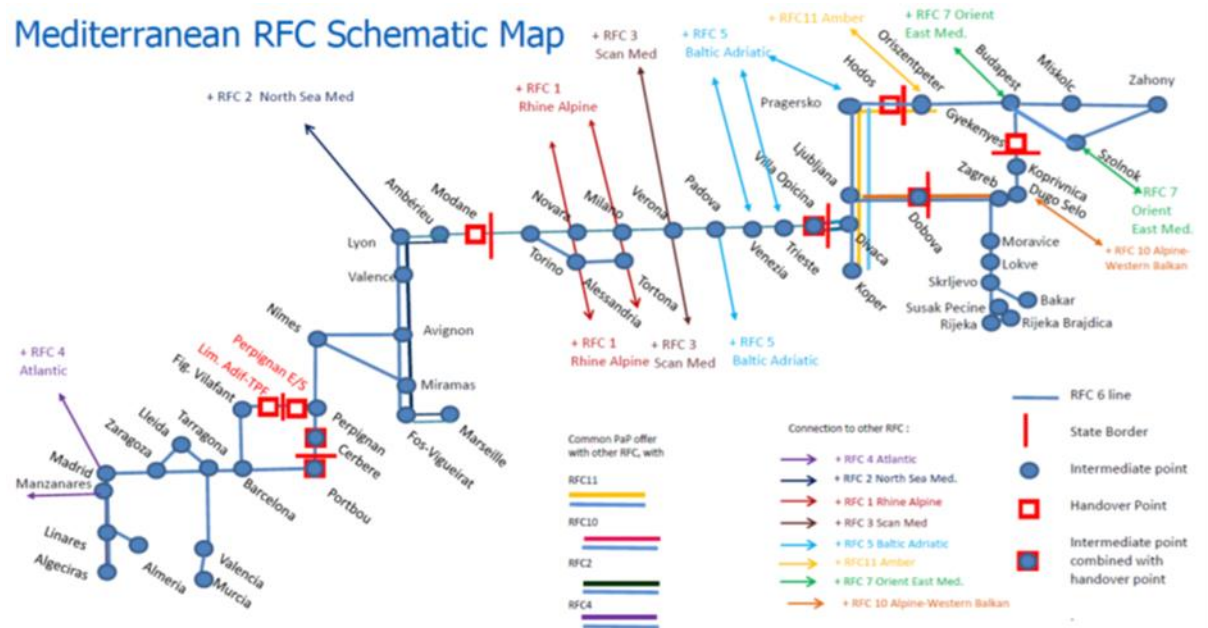 Mediterranean RFC Schematic Map
+ RFC 2 North Sea Med
+ RFC 1
Rhine Alpine
+ RFC 3
Scan Med
+ RFC 5
Baltic Adriatic
+ RFC11 Amber
+ RFC 7 Orient
East Med.
Hodos
Oriszentpeter
Budapest
Miskolc
Zahony
Pragersko
Gyekenyes
Szolnok
Ljubljana
Zagreb
Koprivnica
Dugo Selo
RFC 7
Orient
East Med.
Villa Opicina
Dobova
Divaca
Koper
Moravice
Lokve
Skrljevo
Bakar
Susak Pecine
Rijeka
Rijeka Brajdica
+ RFC 10 Alpine-
Western Balkan
Ambérieu
Modane
Novara
Milano
Verona
Padova
Venezia
Trieste
Torino
Alessandria
Tortona
Lyon
Valence
Avignon
Nimes
Miramas
Fos-Vigueirat
Marseille
+ RFC 1
Rhine Alpine
+ RFC 3
Scan Med
+ RFC 5
Baltic Adriatic
+ RFC 4
Atlantic
Perpignan E/S
Lim. Adif-TPF
Fig. Vilafant
Perpignan
Cerbere
Portbou
Lleida
Tarragona
Zaragoza
Madrid
Manzanares
Barcelona
Linares
Algeciras
Almeria
Valencia
Murcia
Common PaP offer
with other RFC, with
RFC11
RFC10
RFC2
RFC4
Connection to other RFC :
+ RFC 4 Atlantic
+ RFC 2 North Sea Med.
+ RFC 1 Rhine Alpine
+ RFC 3 Scan Med
+ RFC 5 Baltic Adriatic
+ RFC11 Amber
+ RFC 7 Orient East Med.
+ RFC 10 Alpine-Western Balkan
RFC 6 line
State Border
Intermediate point
Handover Point
Intermediate point
combined with
handover point